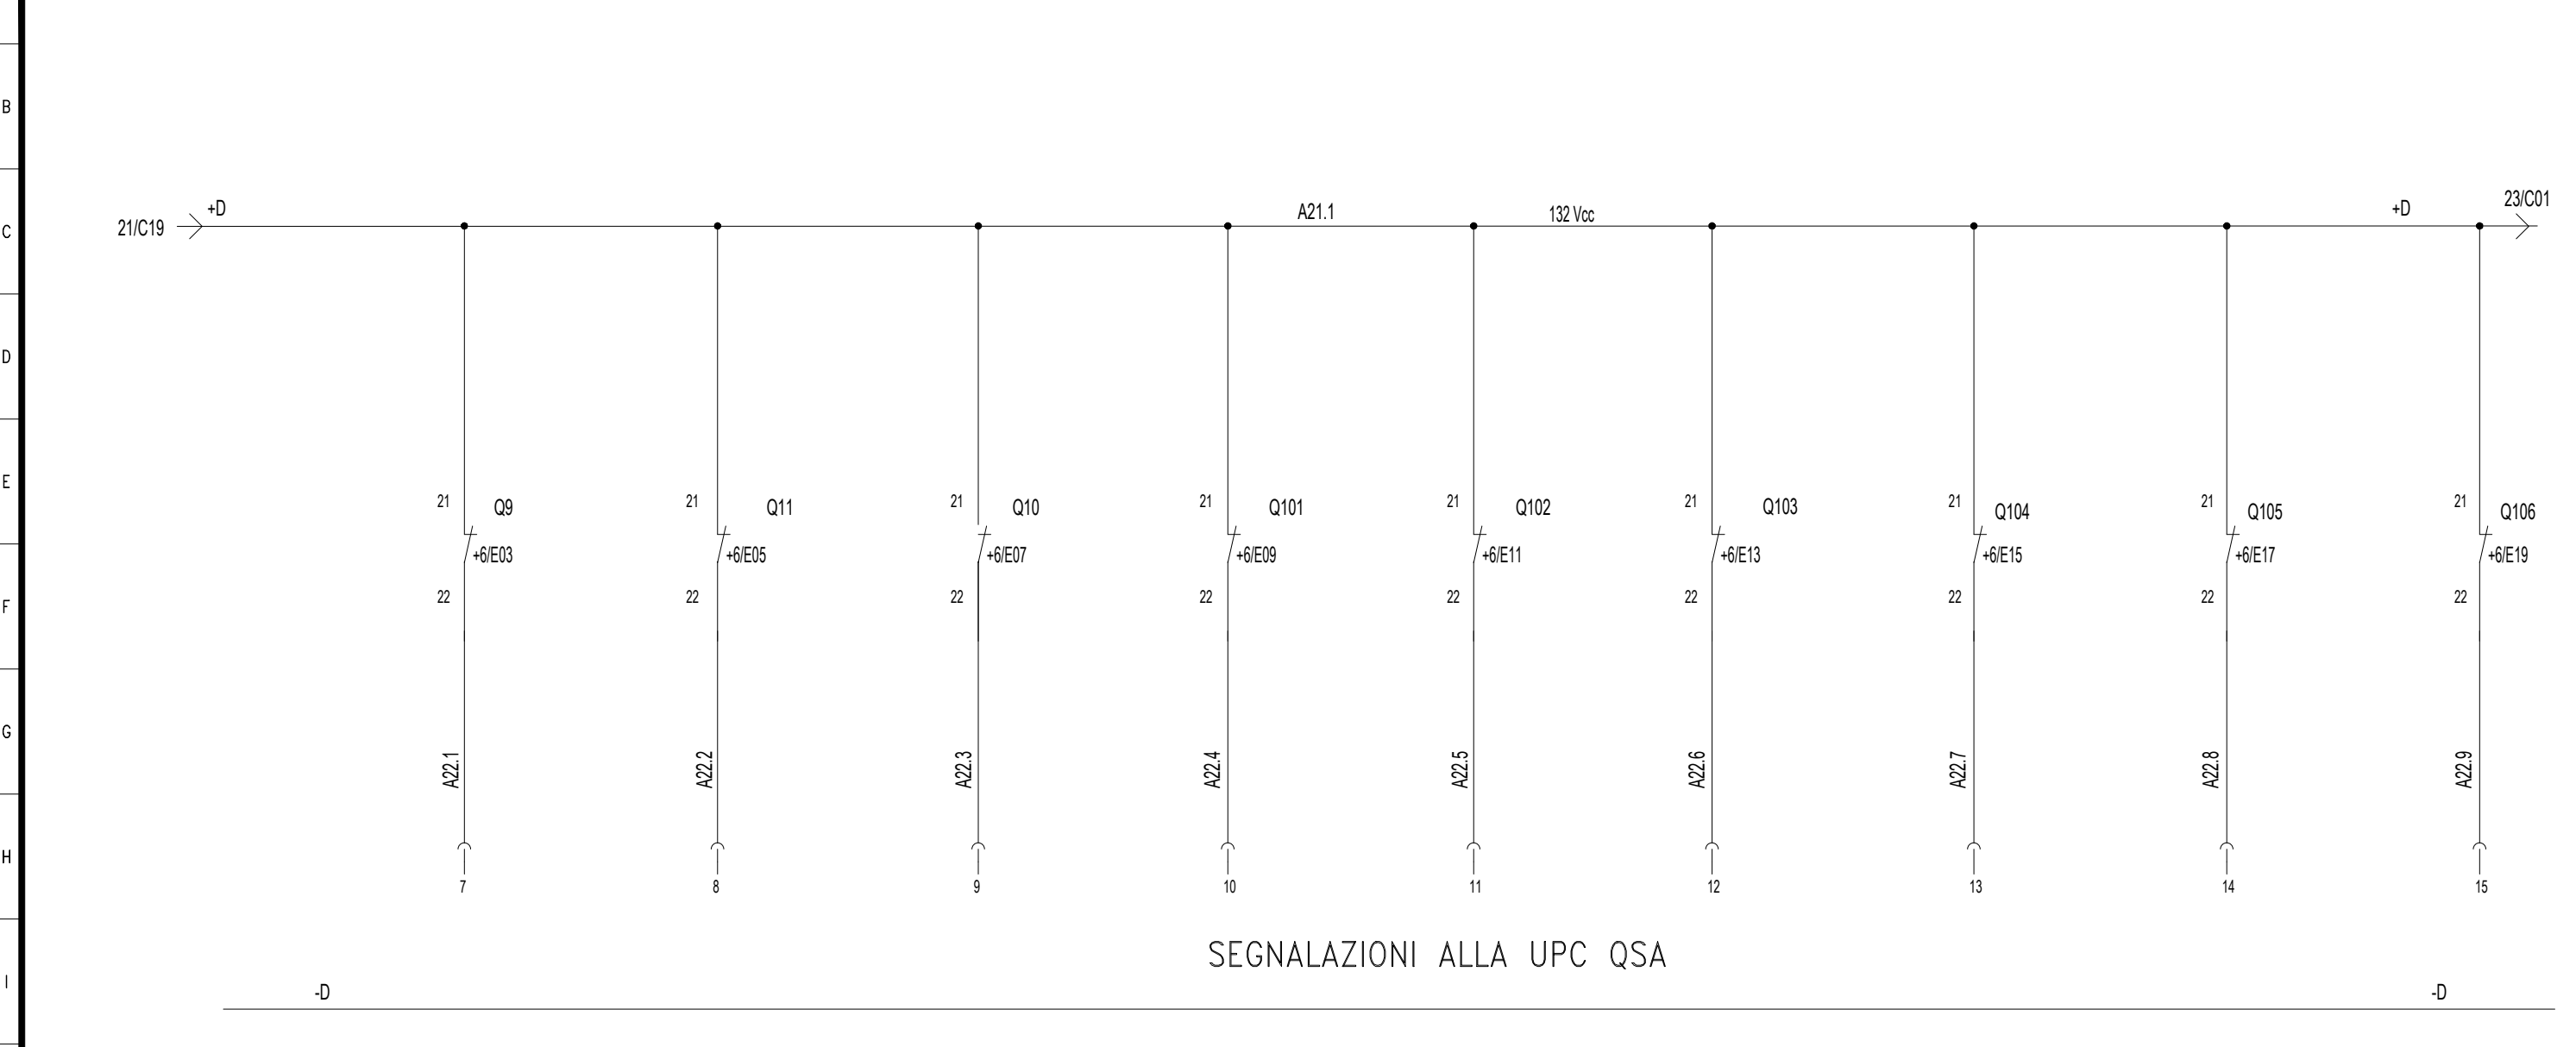 B
23/C01
+D
A21.1
132 Vcc
+D
21/C19
C
D
E
21
Q9
21
Q11
21
Q10
21
Q101
21
Q102
21
Q103
21
Q104
21
Q105
21
Q106
+6/E03
+6/E05
+6/E07
+6/E09
+6/E11
+6/E13
+6/E15
+6/E17
+6/E19
22
22
22
22
22
22
22
22
22
F
G
A22.1
A22.2
A22.3
A22.4
A22.5
A22.6
A22.7
A22.8
A22.9
H
7
8
9
10
11
12
13
14
15
SEGNALAZIONI ALLA UPC QSA
I
-D
-D